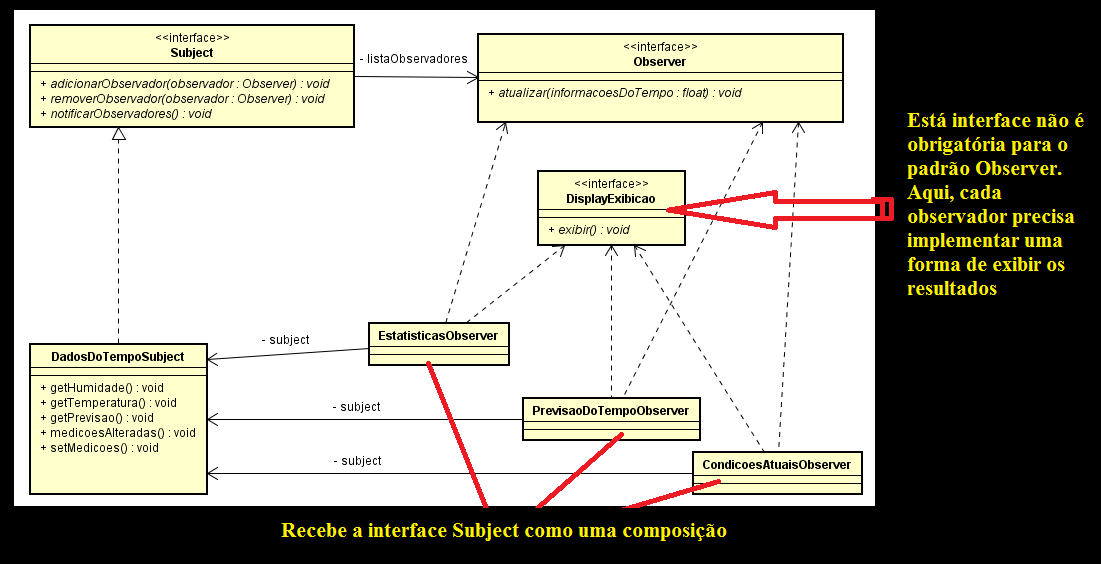 <<interface>>
Subject
+ adicionarObservador(observador : Observer) : void
+ removerObservador(observador : Observer) : void
+ notificarObservadores() : void
- listaObservadores
<<interface>>
Observer
+ atualizar(informacoesDoTempo : float) : void
<<interface>>
DisplayExibicao
+ exibir() : void
Está interface não é
obrigatória para o
padrão Observer.
Aqui, cada
observador precisa
implementar uma
forma de exibir os
resultados
EstatisticasObserver
- subject
DadosDoTempoSubject
+ getHumidade() : void
+ getTemperatura() : void
+ getPrevisao() : void
+ medicoesAlteradas() : void
+ setMedicoes() : void
- subject
PrevisaoDoTempoObserver
- subject
CondicoesAtuaisObserver
Recebe a interface Subject como uma composição